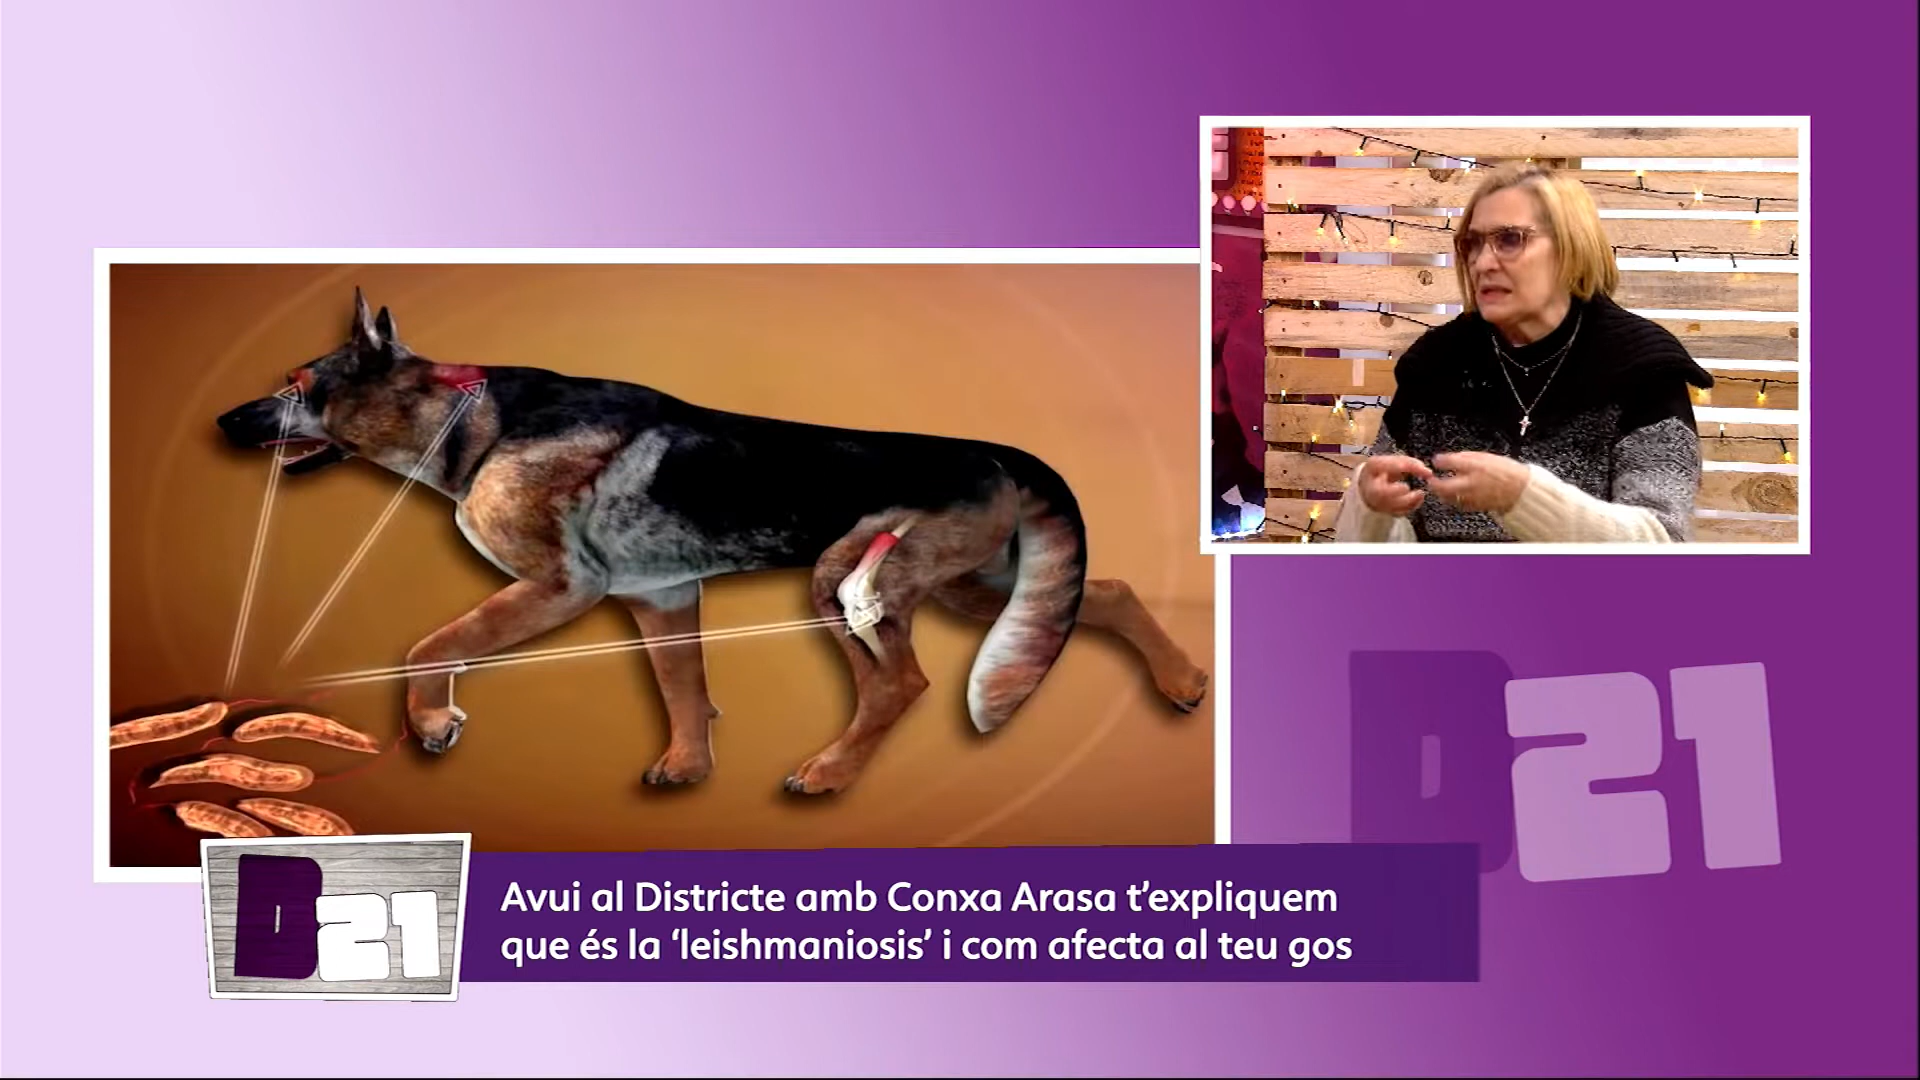 D21
D21
Avui al Districte amb Conxa Arasa t'expliquem
que és la ‘leishmaniosis’ i com afecta al teu gos